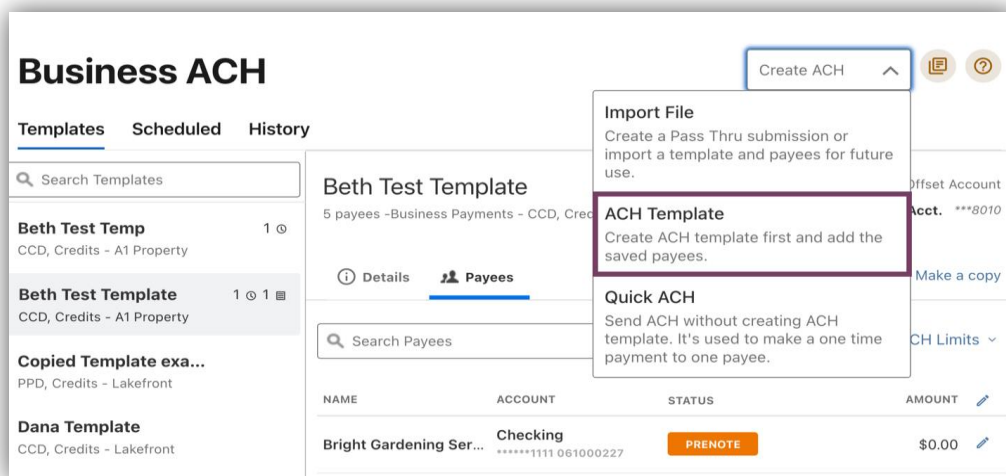 Business ACH
Create ACH
Templates Scheduled History
Import File
Create a Pass Thru submission or
import a template and payees for future
use.
ACH Template
Create ACH template first and add the
saved payees.
Quick ACH
Send ACH without creating ACH
template. It's used to make a one time
payment to one payee.
Search Templates
Beth Test Temp 1
CCD, Credits - A1 Property
Beth Test Template 1 1
CCD, Credits - A1 Property
Copied Template exa...
PPD, Credits - Lakefront
Dana Template
CCD, Credits - Lakefront
Beth Test Template
5 payees -Business Payments - CCD, Cred
Offset Account
Acct. ***8010
Details Payees
Make a copy
Search Payees
CH Limits
NAME ACCOUNT STATUS AMOUNT
Bright Gardening Ser... Checking PRENOTE $0.00
******1111 061000227